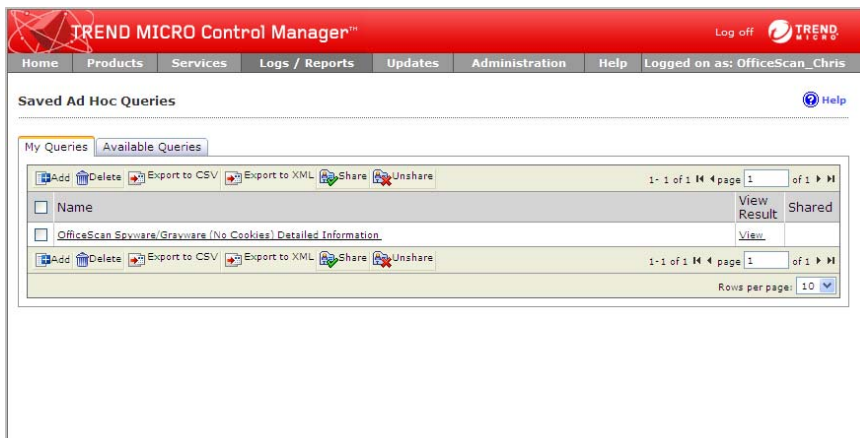 TREND MICRO Control Manager™
Log off
TREND MICRO
Home Products Services Logs / Reports Updates Administration Help Logged on as: OfficeScan_Chris
Saved Ad Hoc Queries
Help
My Queries Available Queries
Add Delete Export to CSV Export to XML Share Unshare 1- 1 of 1 page 1 of 1
Name View Result Shared
OfficeScan Spyware/Grayware (No Cookies) Detailed Information View
Add Delete Export to CSV Export to XML Share Unshare 1-1 of 1 page 1 of 1
Rows per page: 10